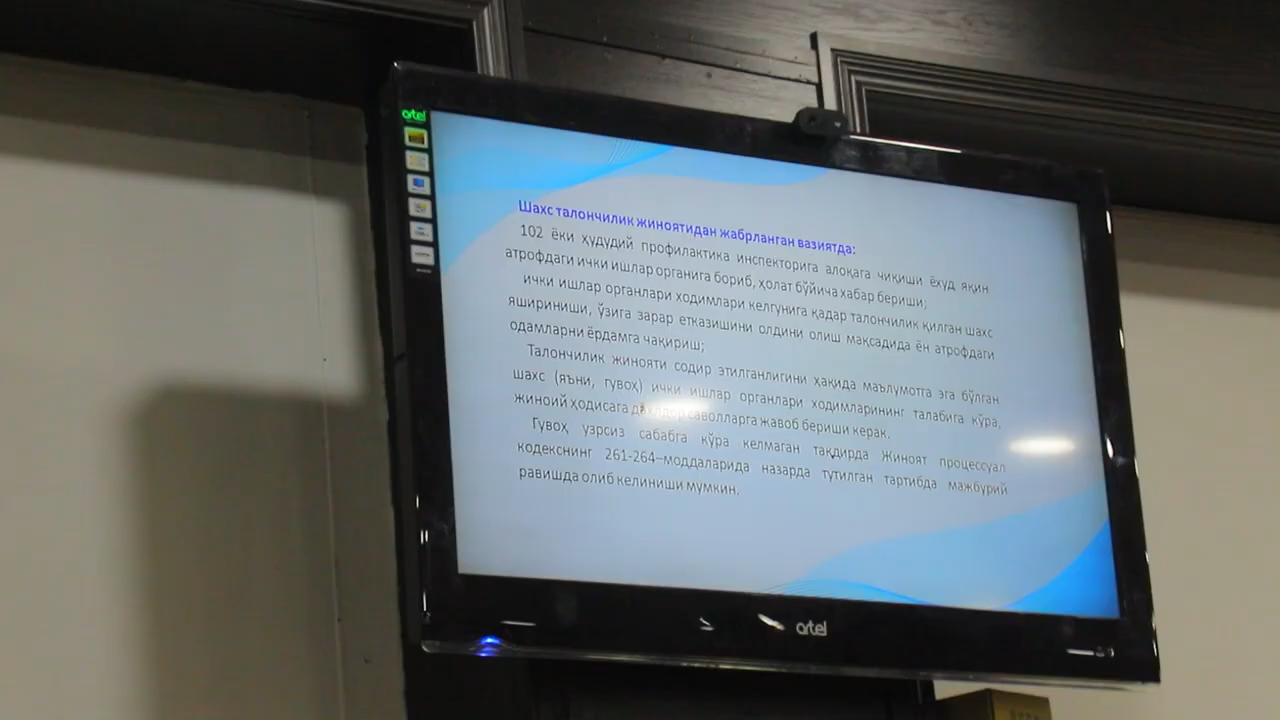 artel
Шахс талончилик жиноятидан жабрланган вазиятда:
102 ёки ҳудудий профилактика инспекторига алоқага чиқиши ёхуд яқин
атрофдаги ички ишлар органига бориб, ҳолат бўйича хабар бериши;
ички ишлар органлари ходимлари келгунига қадар талончилик қилган шахс
яшириниши, ўзига зарар етказишини олдини олиш мақсадида ён атрофдаги
одамларни ёрдамга чақириш;
Талончилик жинояти содир этилганлигини ҳақида маълумотга эга бўлган
шахс (яъни, гувоҳ) ички ишлар органлари ходимларининг талабига кўра,
жиноий ҳодисага дахлдор саволларга жавоб бериши керак.
Гувоҳ узрсиз сабабга кўра келмаган тақдирда Жиноят процессуал
кодекснинг 261-264–моддаларида назарда тутилган тартибда мажбурий
равишда олиб келиниши мумкин.
artel